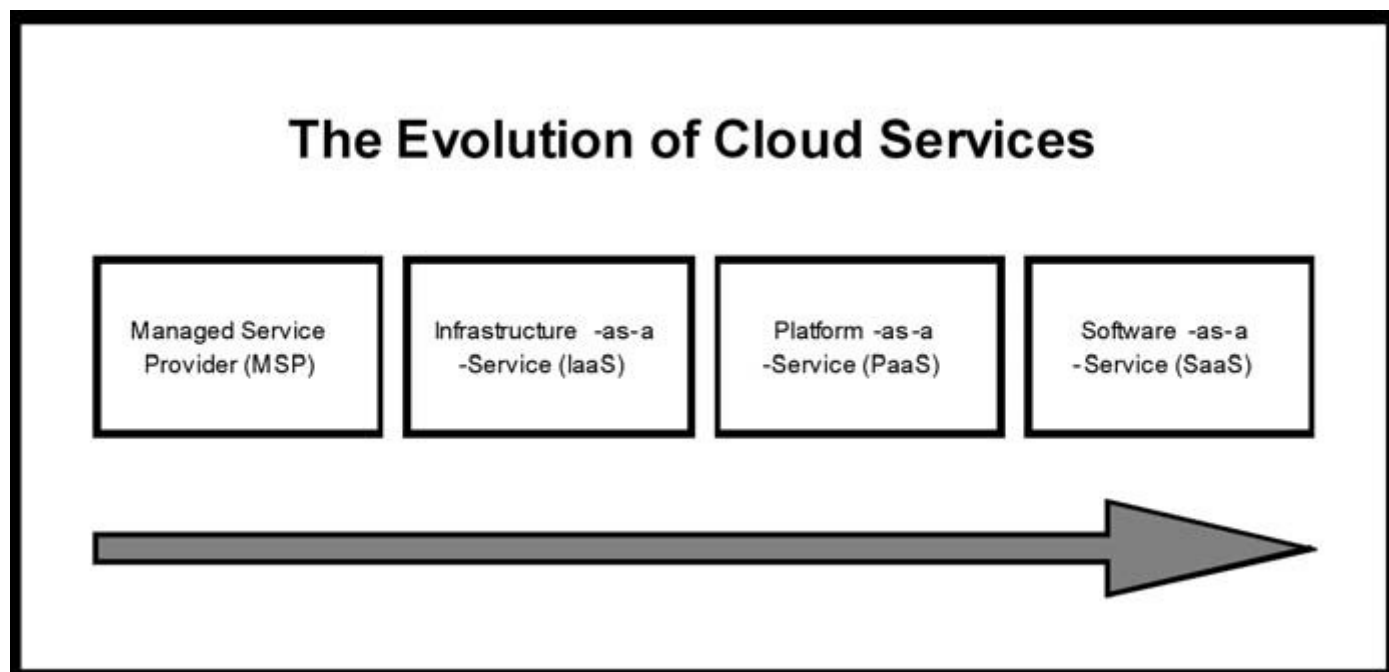 The Evolution of Cloud Services
Managed Service
Provider (MSP)
Infrastructure -as-a
-Service (IaaS)
Platform -as-a
-Service (PaaS)
Software -as-a
-Service (SaaS)